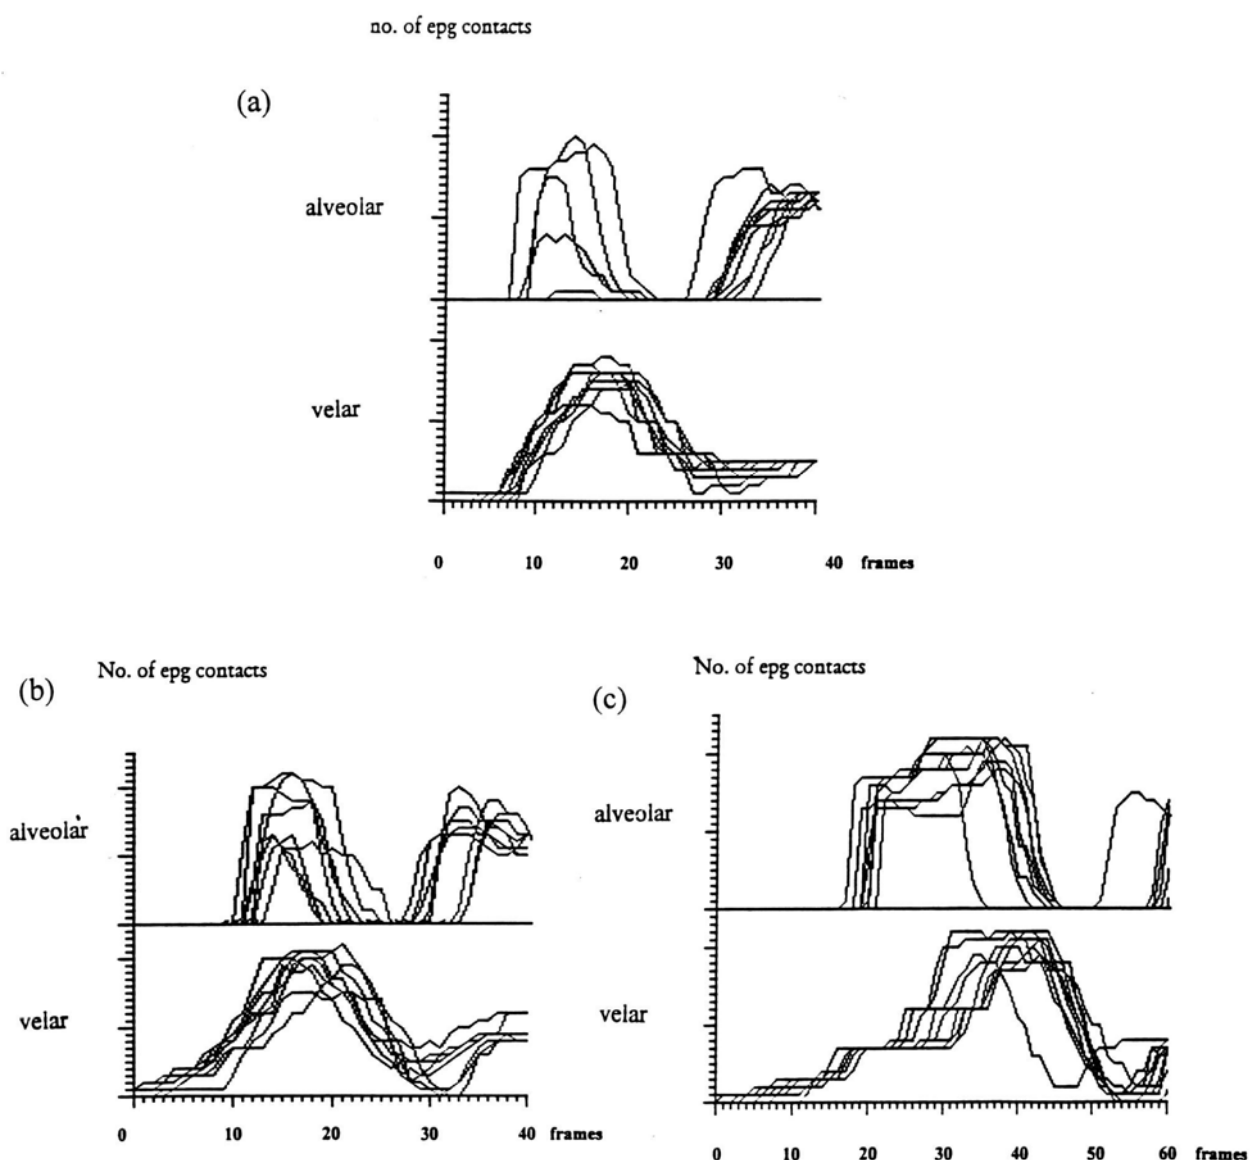 no. of epg contacts
(a)
alveolar
velar
0 10 20 30 40 frames
No. of epg contacts
(b)
alveolar
velar
0 10 20 30 40 frames
No. of epg contacts
(c)
alveolar
velar
0 10 20 30 40 50 60 frames